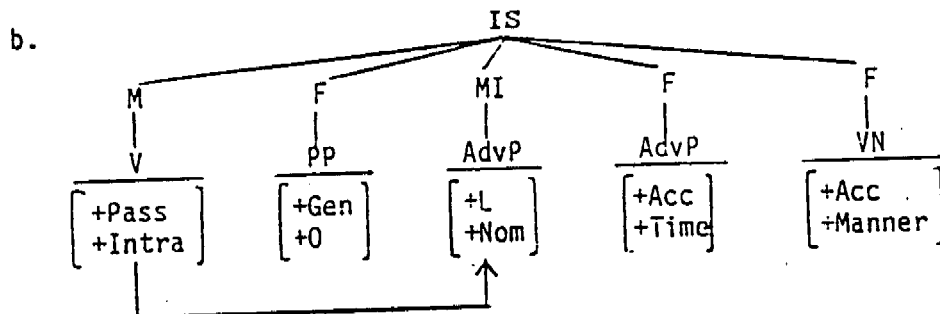 IS
b.
M F MI F F
V PP AdvP AdvP VN
[+Pass [+Gen [+L [+Acc [+Acc
+Intra] +O] +Nom] +Time] +Manner]